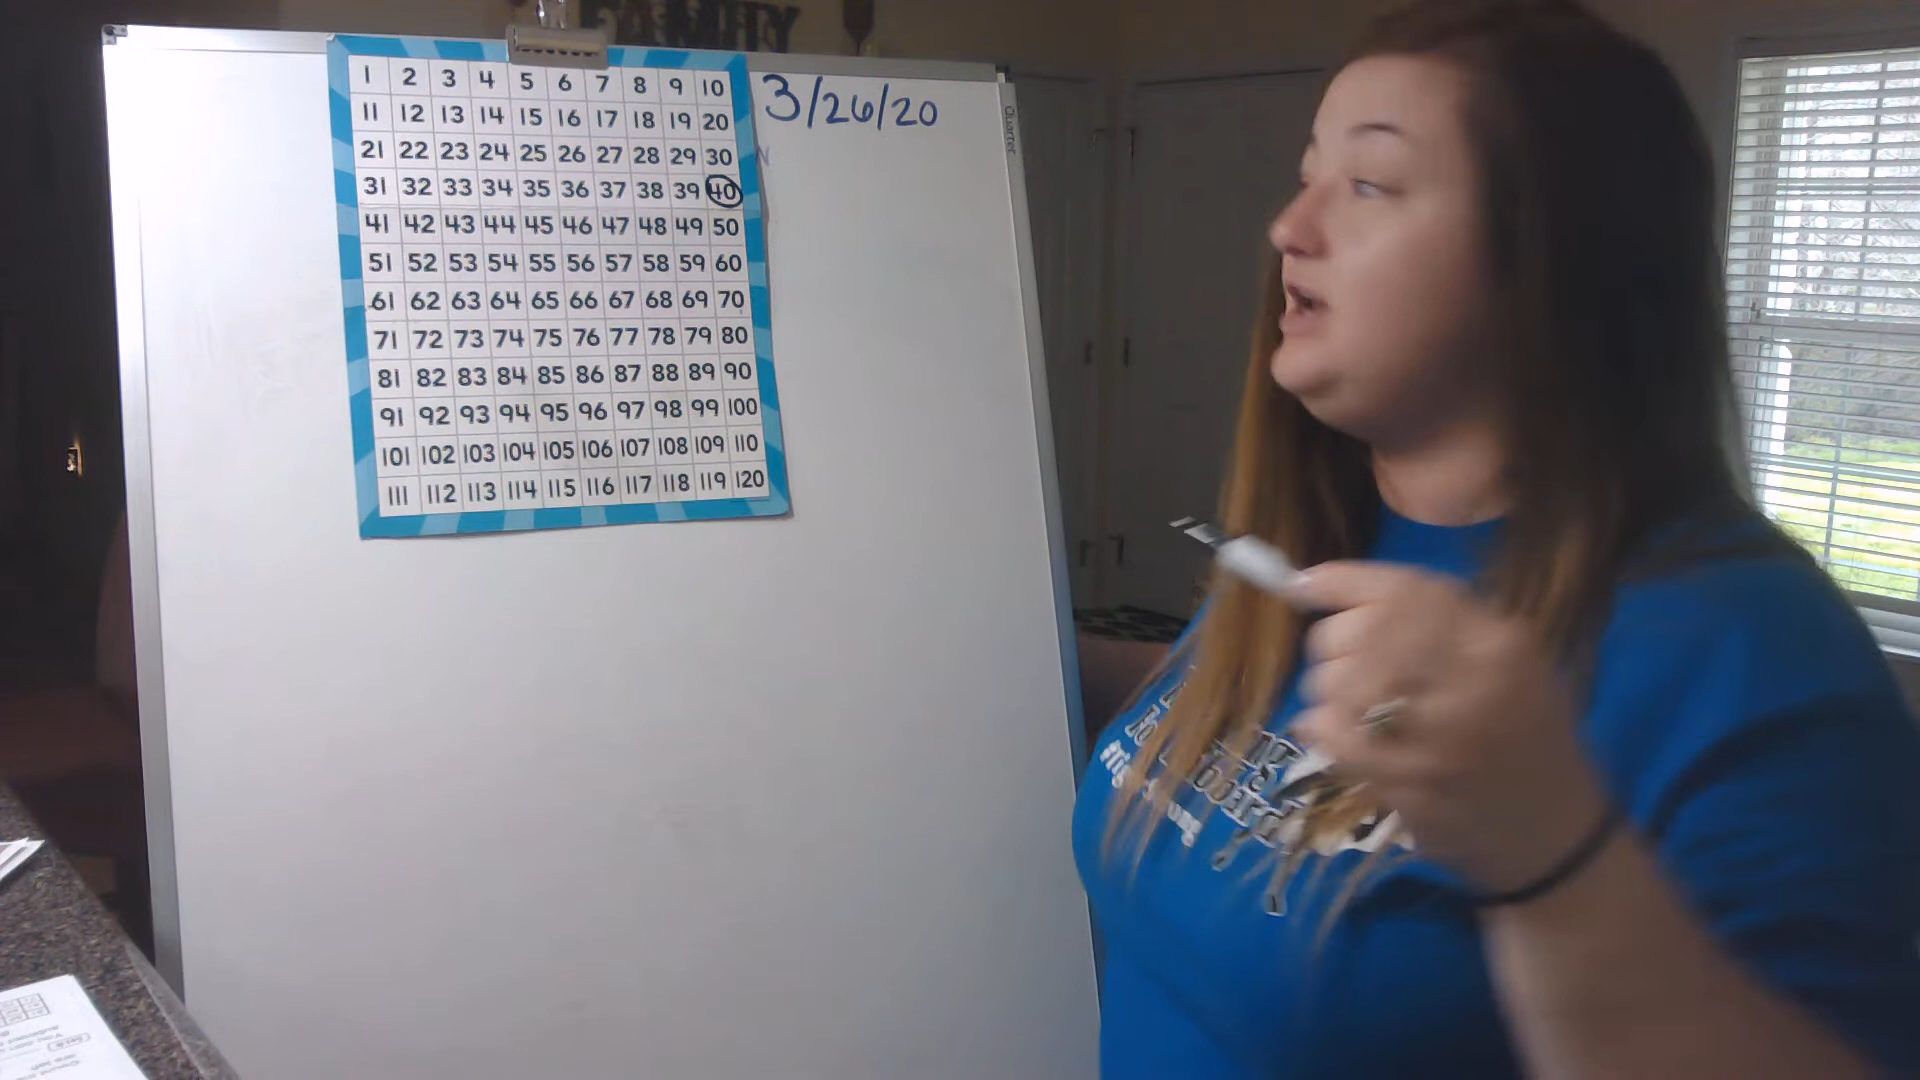 FAMILY
1 2 3 4 5 6 7 8 9 10
3/26/20
11 12 13 14 15 16 17 18 19 20
21 22 23 24 25 26 27 28 29 30
31 32 33 34 35 36 37 38 39 40
41 42 43 44 45 46 47 48 49 50
51 52 53 54 55 56 57 58 59 60
61 62 63 64 65 66 67 68 69 70
71 72 73 74 75 76 77 78 79 80
81 82 83 84 85 86 87 88 89 90
91 92 93 94 95 96 97 98 99 100
101 102 103 104 105 106 107 108 109 110
111 112 113 114 115 116 117 118 119 120
Quartet